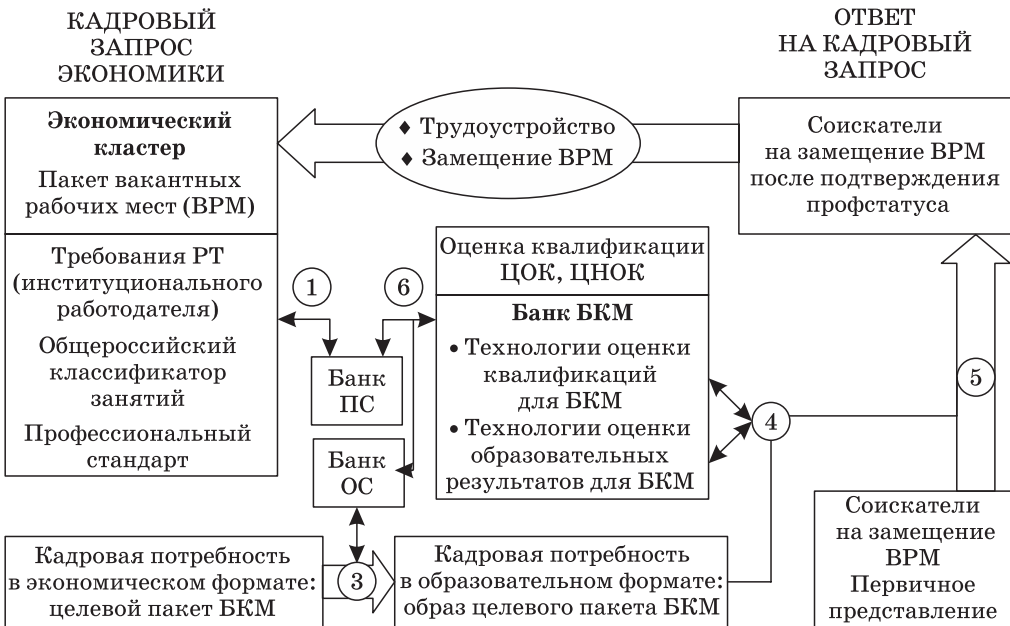 КАДРОВЫЙ
ЗАПРОС
ЭКОНОМИКИ
ОТВЕТ
НА КАДРОВЫЙ
ЗАПРОС
Экономический
кластер
Пакет вакантных
рабочих мест (ВРМ)
♦ Трудоустройство
♦ Замещение ВРМ
Соискатели
на замещение ВРМ
после подтверждения
профстатуса
Требования РТ
(институционального
работодателя)
Общероссийский
классификатор
занятий
Профессиональный
стандарт
1
6
Оценка квалификации
ЦОК, ЦНОК
Банк БКМ
• Технологии оценки
квалификаций
для БКМ
• Технологии оценки
образовательных
результатов для БКМ
Банк
ПС
Банк
ОС
4
5
Кадровая потребность
в экономическом формате:
целевой пакет БКМ
3
Кадровая потребность
в образовательном формате:
образ целевого пакета БКМ
Соискатели
на замещение
ВРМ
Первичное
представление